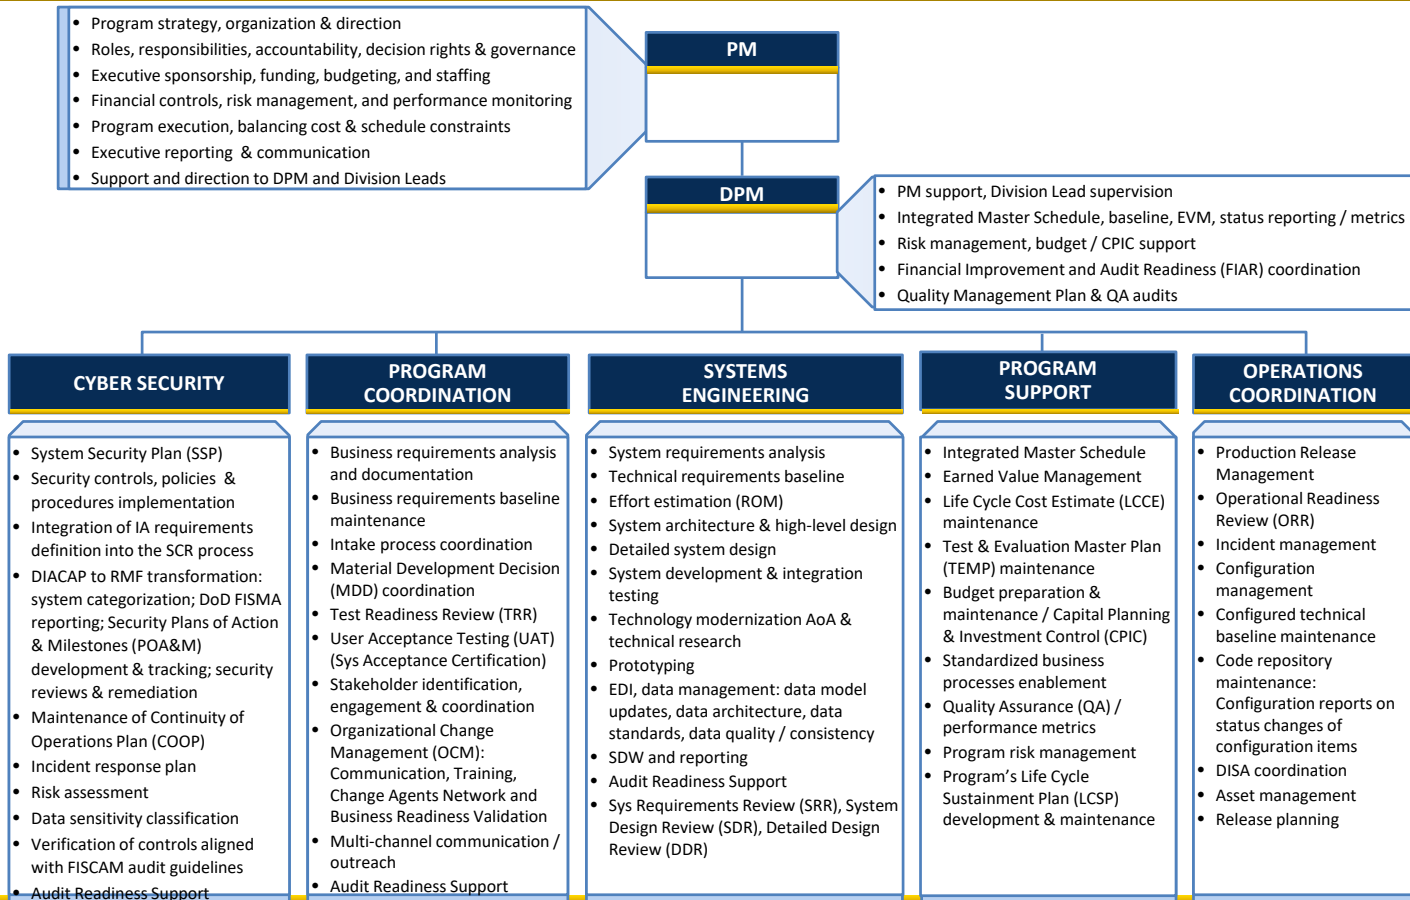 • Program strategy, organization & direction
• Roles, responsibilities, accountability, decision rights & governance
• Executive sponsorship, funding, budgeting, and staffing
• Financial controls, risk management, and performance monitoring
• Program execution, balancing cost & schedule constraints
• Executive reporting & communication
• Support and direction to DPM and Division Leads
PM
DPM
• PM support, Division Lead supervision
• Integrated Master Schedule, baseline, EVM, status reporting / metrics
• Risk management, budget / CPIC support
• Financial Improvement and Audit Readiness (FIAR) coordination
• Quality Management Plan & QA audits
CYBER SECURITY
• System Security Plan (SSP)
• Security controls, policies &
procedures implementation
• Integration of IA requirements
definition into the SCR process
• DIACAP to RMF transformation:
system categorization; DoD FISMA
reporting; Security Plans of Action
& Milestones (POA&M)
development & tracking; security
reviews & remediation
• Maintenance of Continuity of
Operations Plan (COOP)
• Incident response plan
• Risk assessment
• Data sensitivity classification
• Verification of controls aligned
with FISCAM audit guidelines
• Audit Readiness Support
PROGRAM
COORDINATION
• Business requirements analysis
and documentation
• Business requirements baseline
maintenance
• Intake process coordination
• Material Development Decision
(MDD) coordination
• Test Readiness Review (TRR)
• User Acceptance Testing (UAT)
(Sys Acceptance Certification)
• Stakeholder identification,
engagement & coordination
• Organizational Change
Management (OCM):
Communication, Training,
Change Agents Network and
Business Readiness Validation
• Multi-channel communication /
outreach
• Audit Readiness Support
SYSTEMS
ENGINEERING
• System requirements analysis
• Technical requirements baseline
• Effort estimation (ROM)
• System architecture & high-level design
• Detailed system design
• System development & integration
testing
• Technology modernization AoA &
technical research
• Prototyping
• EDI, data management: data model
updates, data architecture, data
standards, data quality / consistency
• SDW and reporting
• Audit Readiness Support
• Sys Requirements Review (SRR), System
Design Review (SDR), Detailed Design
Review (DDR)
PROGRAM
SUPPORT
• Integrated Master Schedule
• Earned Value Management
• Life Cycle Cost Estimate (LCCE)
maintenance
• Test & Evaluation Master Plan
(TEMP) maintenance
• Budget preparation &
maintenance / Capital Planning
& Investment Control (CPIC)
• Standardized business
processes enablement
• Quality Assurance (QA) /
performance metrics
• Program risk management
• Program's Life Cycle
Sustainment Plan (LCSP)
development & maintenance
OPERATIONS
COORDINATION
• Production Release
Management
• Operational Readiness
Review (ORR)
• Incident management
• Configuration
management
• Configured technical
baseline maintenance
• Code repository
maintenance:
Configuration reports on
status changes of
configuration items
• DISA coordination
• Asset management
• Release planning